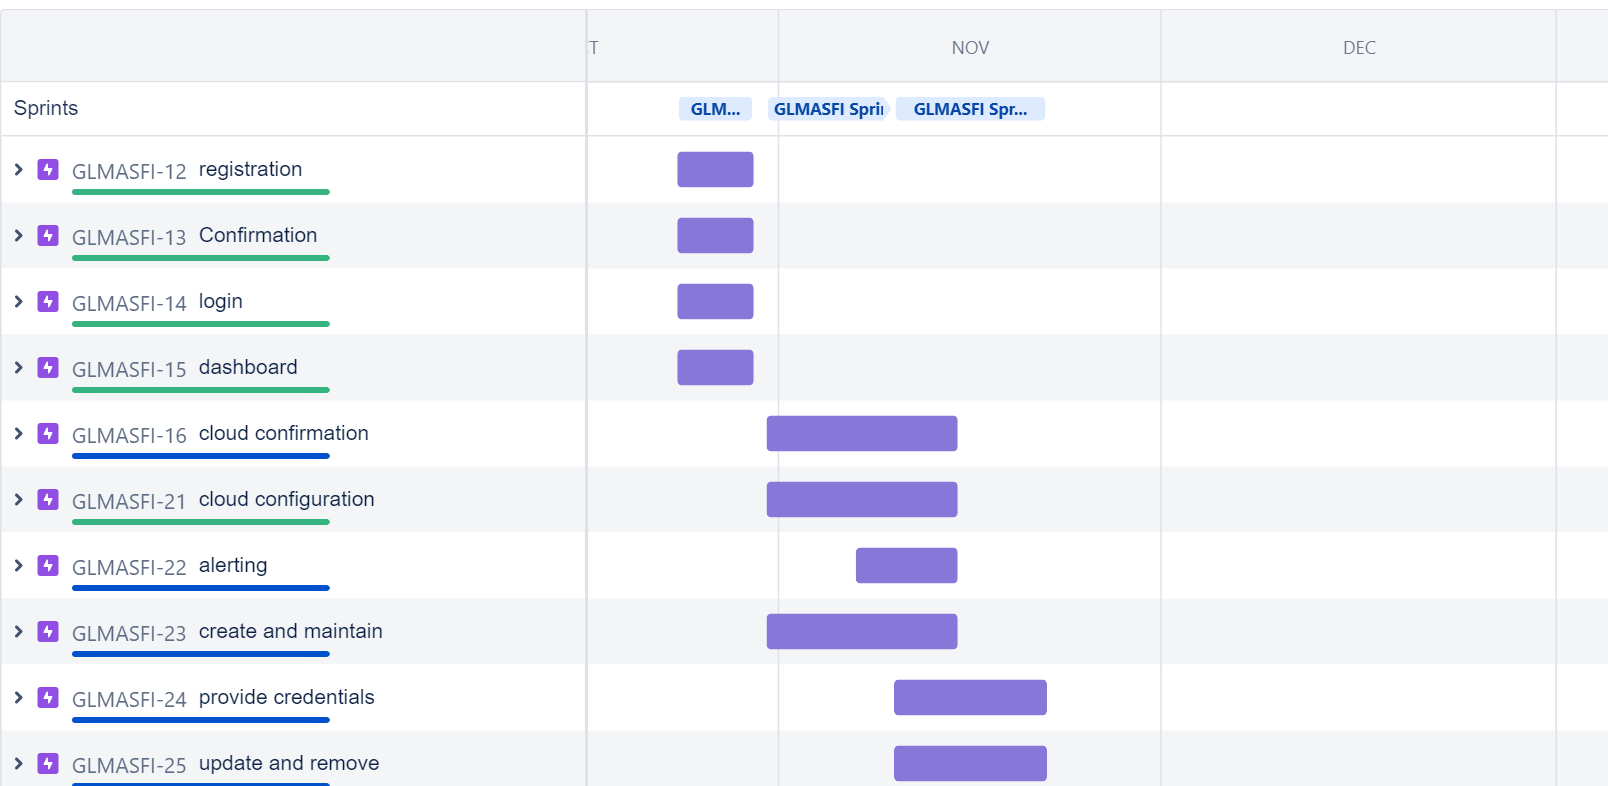 T NOV DEC
Sprints GLM... GLMASFI Sprin GLMASFI Spr...
GLMASFI-12 registration
GLMASFI-13 Confirmation
GLMASFI-14 login
GLMASFI-15 dashboard
GLMASFI-16 cloud confirmation
GLMASFI-21 cloud configuration
GLMASFI-22 alerting
GLMASFI-23 create and maintain
GLMASFI-24 provide credentials
GLMASFI-25 update and remove